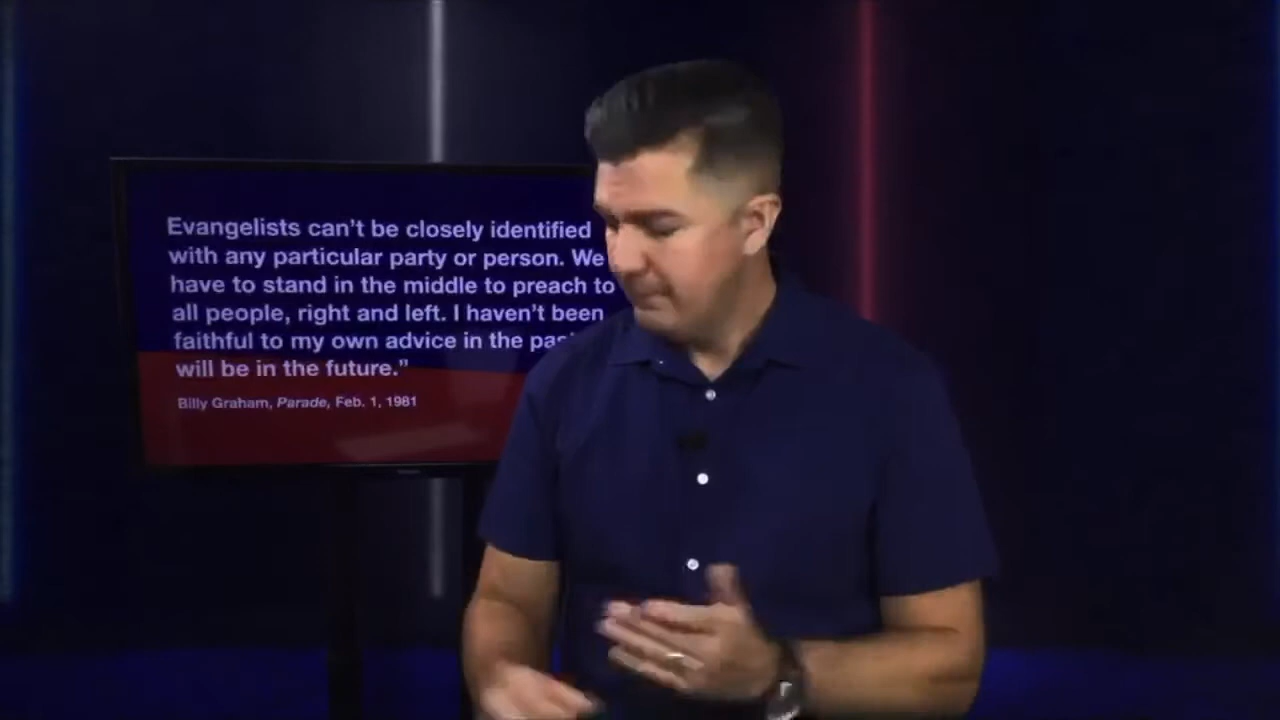 Evangelists can't be closely identified
with any particular party or person. We
have to stand in the middle to preach to
all people, right and left. I haven't been
faithful to my own advice in the
will be in the future.”
Billy Graham, Parade, Feb. 1, 1981